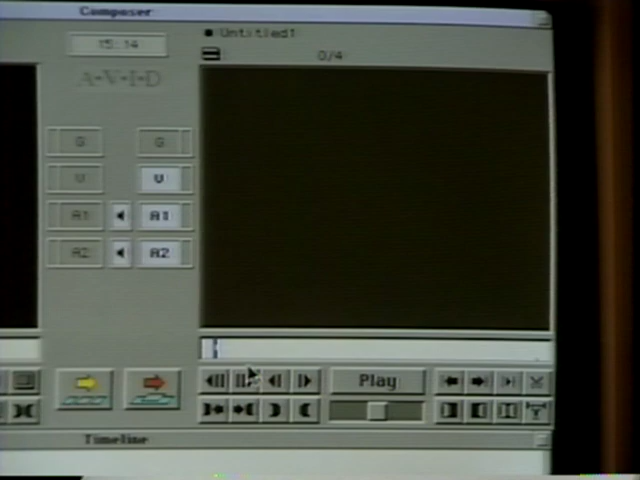 Composer
15:14
Untitled1
0/4
A•V•I•D
G G
V V
A1 A1
A2 A2
Play
Timeline